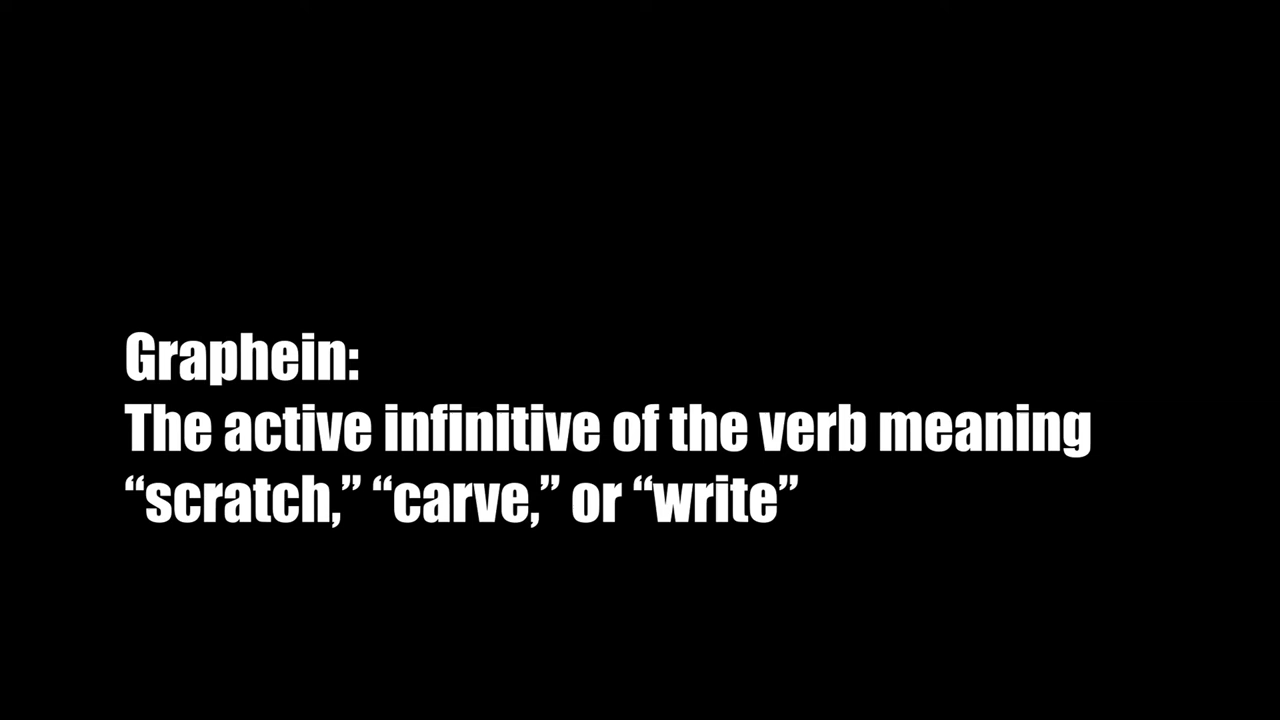 Graphein:
The active infinitive of the verb meaning
“scratch,” “carve,” or “write”